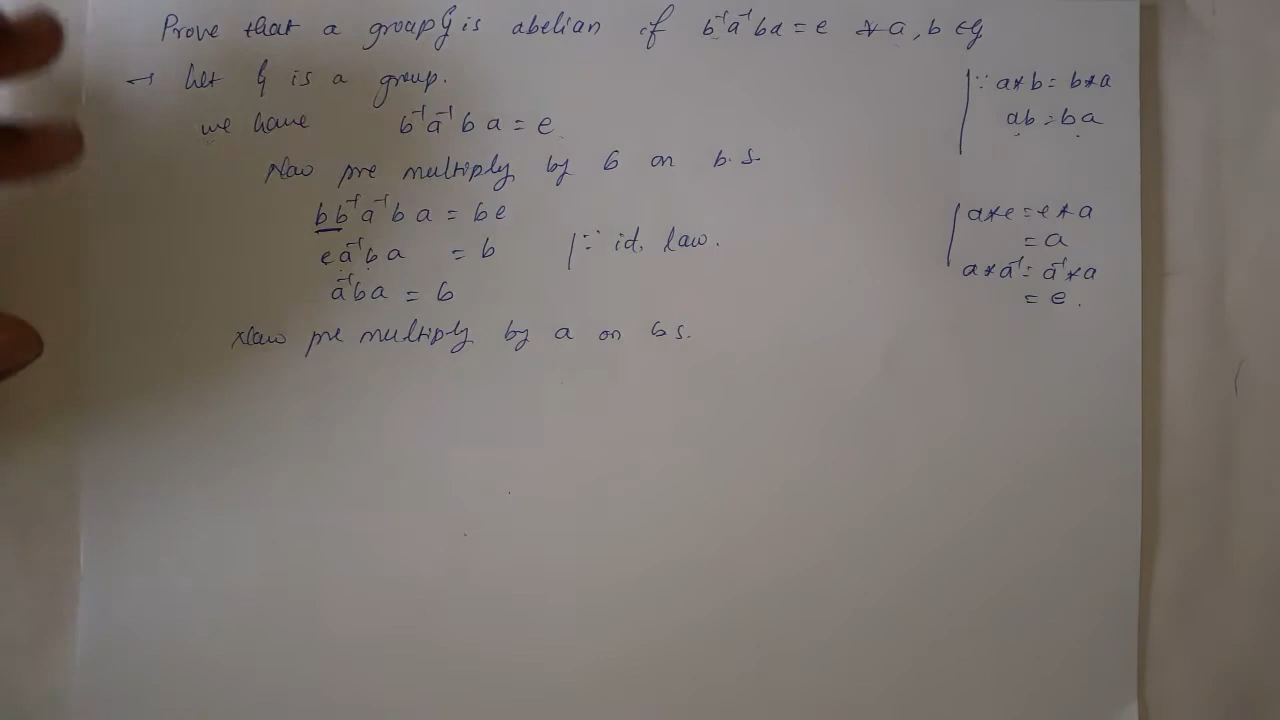 Prove that a group G is abelian if b⁻¹a⁻¹ba = e ∀ a, b ∈ G
→ Let G is a group.
we have b⁻¹a⁻¹ba = e
Now pre multiply by b on b.s.
bb⁻¹a⁻¹ba = be
ea⁻¹ba = b |∵ id. law.
a⁻¹ba = b
Now pre multiply by a on b s.
∵ a*b = b*a
ab = ba
a*e = e*a
= a
a*a⁻¹ = a⁻¹*a
= e.